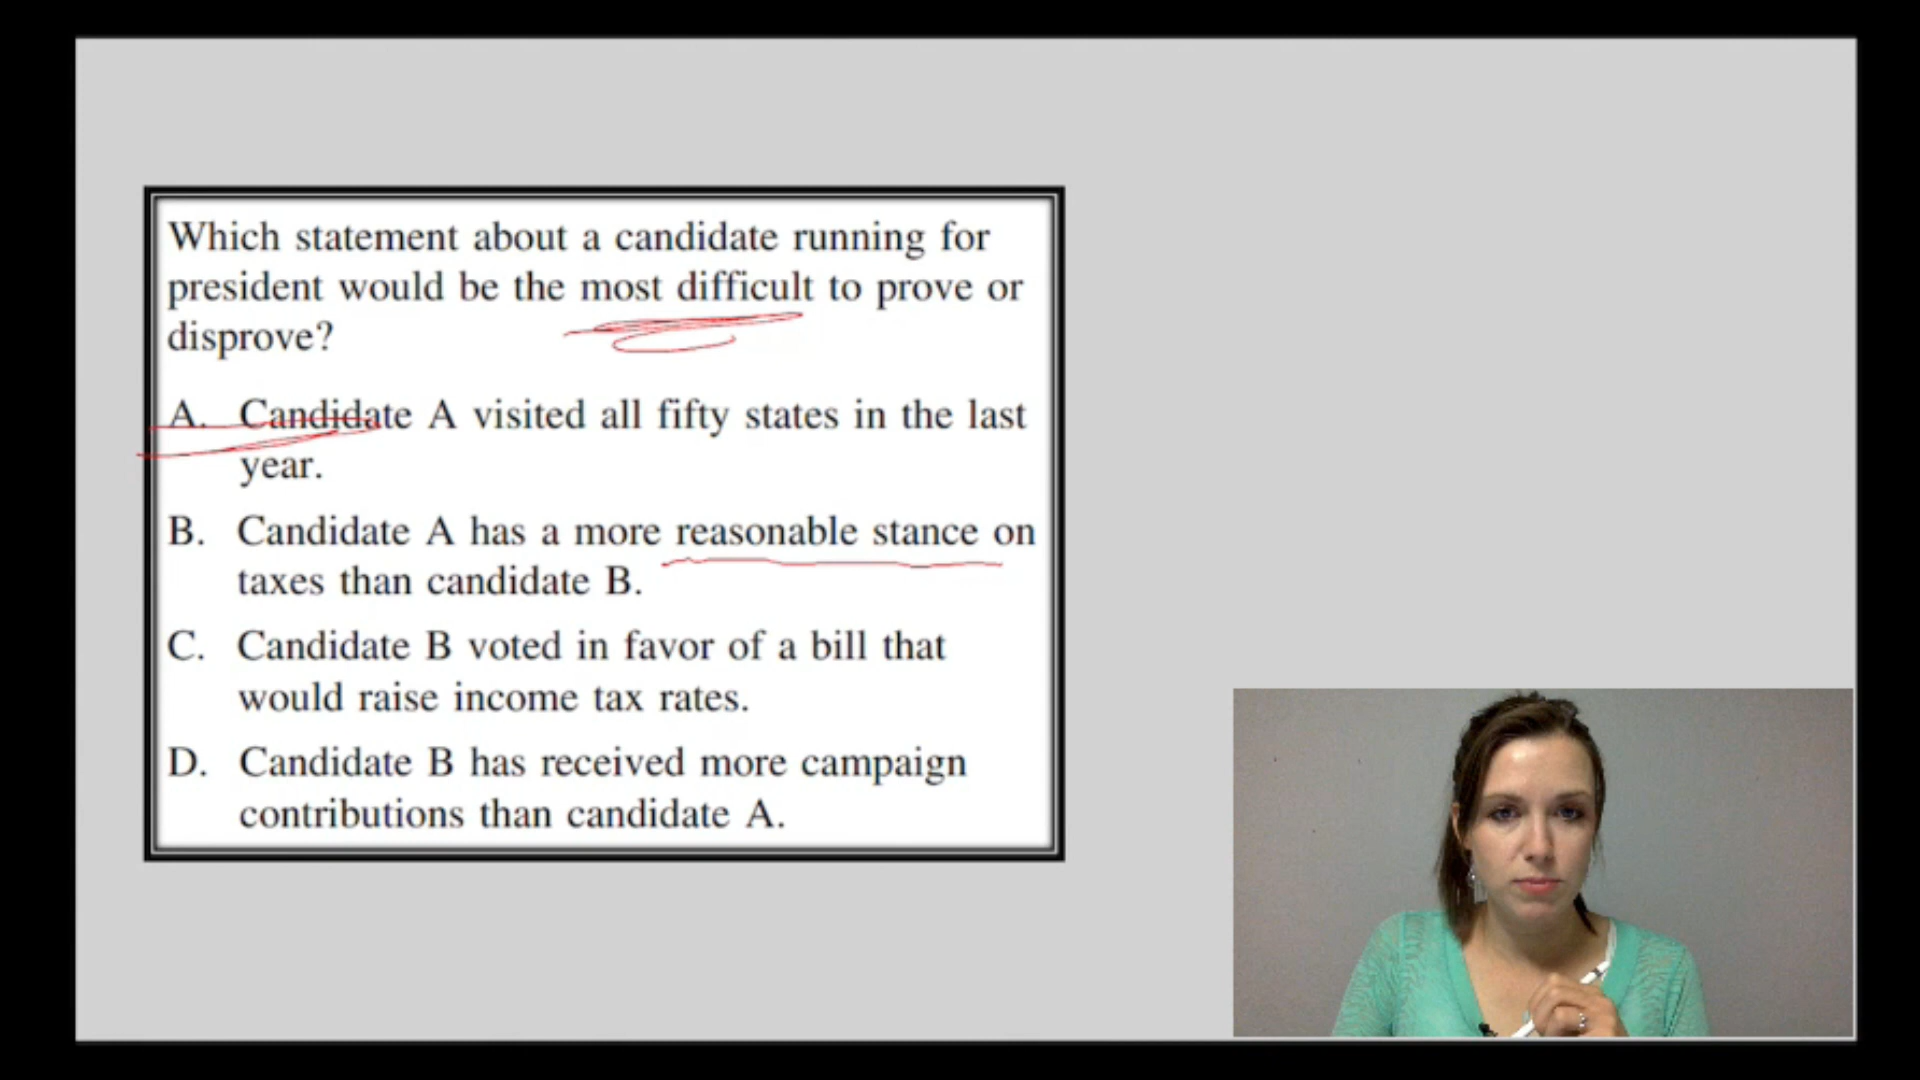 Which statement about a candidate running for
president would be the most difficult to prove or
disprove?
A. Candidate A visited all fifty states in the last
year.
B. Candidate A has a more reasonable stance on
taxes than candidate B.
C. Candidate B voted in favor of a bill that
would raise income tax rates.
D. Candidate B has received more campaign
contributions than candidate A.